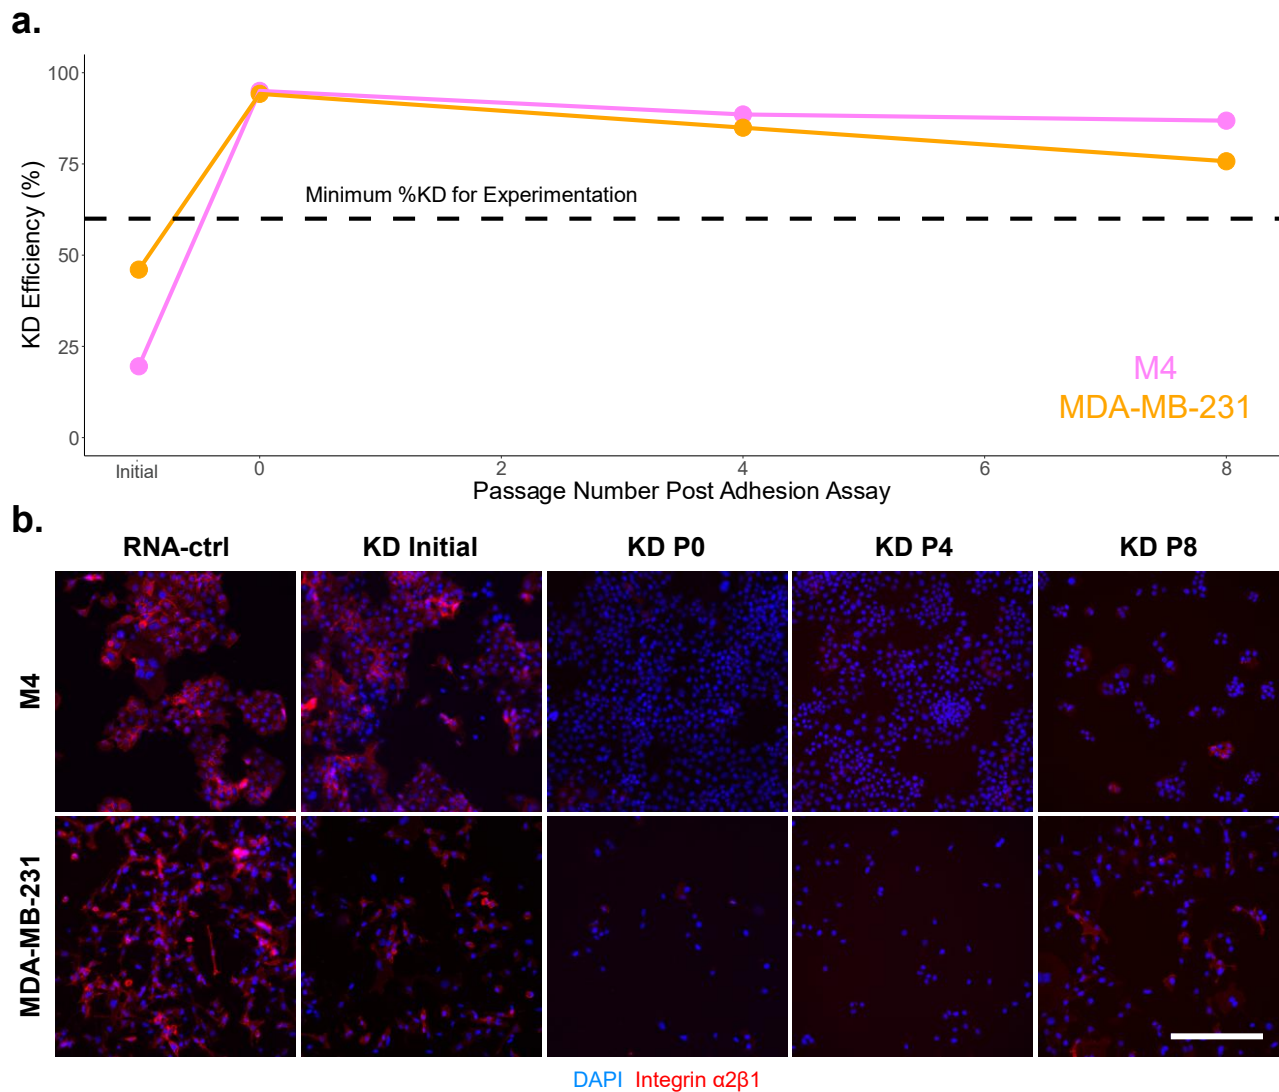 a.
100
75
50
25
0
KD Efficiency (%)
Minimum %KD for Experimentation
M4
MDA-MB-231
Initial 0 2 4 6 8
Passage Number Post Adhesion Assay
b.
RNA-ctrl KD Initial KD P0 KD P4 KD P8
M4
MDA-MB-231
DAPI Integrin α2β1